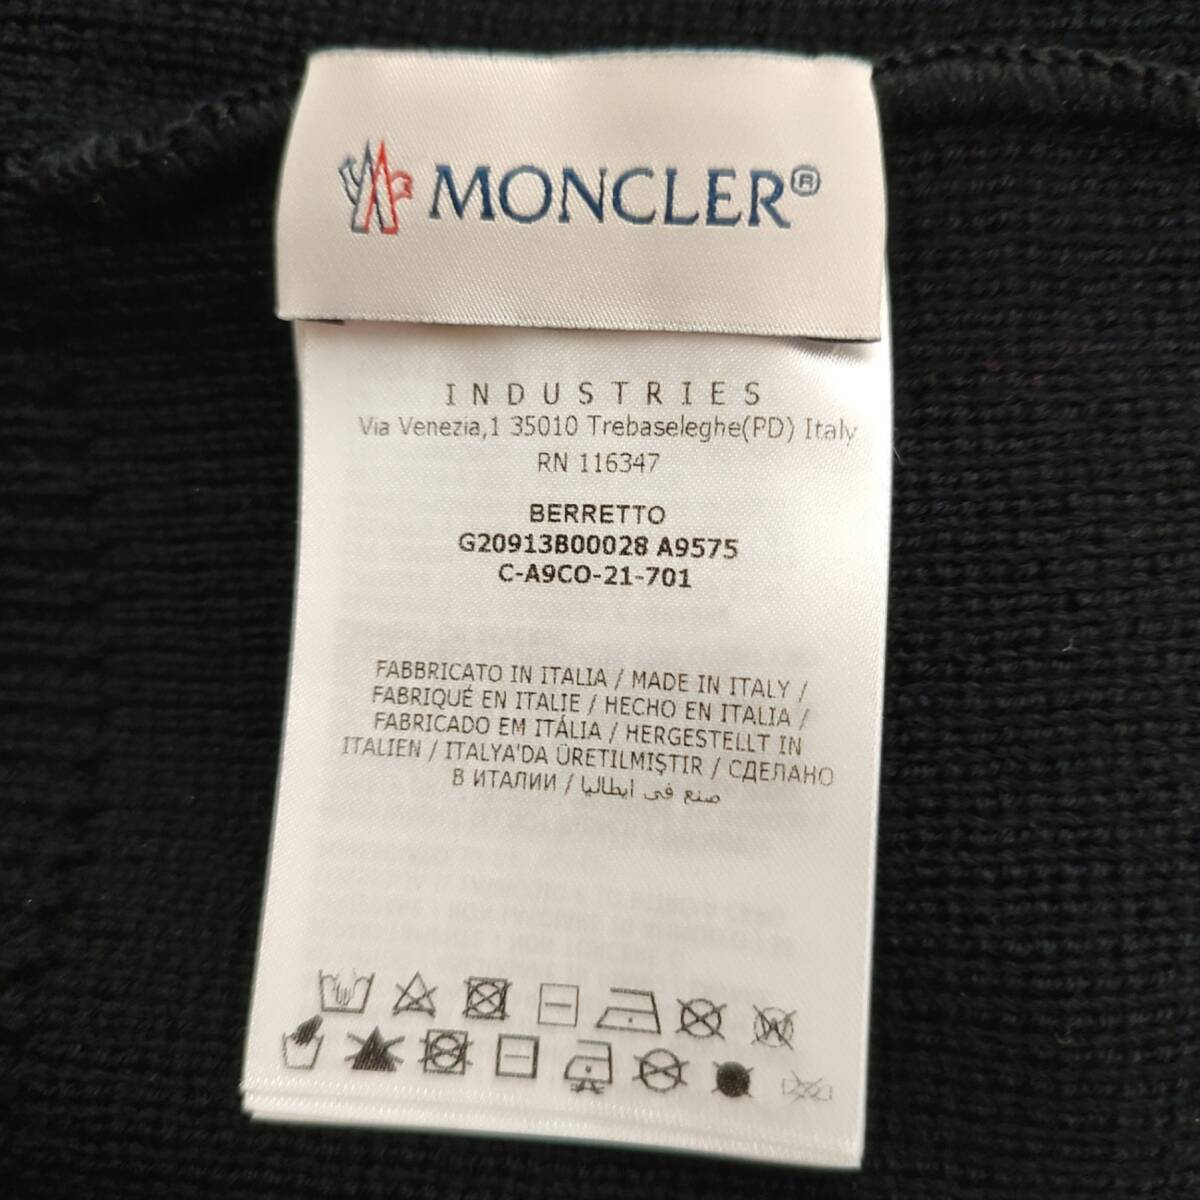 MONCLER®
INDUSTRIES
Via Venezia,1 35010 Trebaseleghe(PD) Italy
RN 116347
BERRETTO
G20913B00028 A9575
C-A9CO-21-701
FABBRICATO IN ITALIA / MADE IN ITALY /
FABRIQUÉ EN ITALIE / HECHO EN ITALIA /
FABRICADO EM ITÁLIA / HERGESTELLT IN
ITALIEN / ITALYA'DA ÜRETILMIŞTIR / СДЕЛАНО
В ИТАЛИИ / صنع في ايطاليا
W